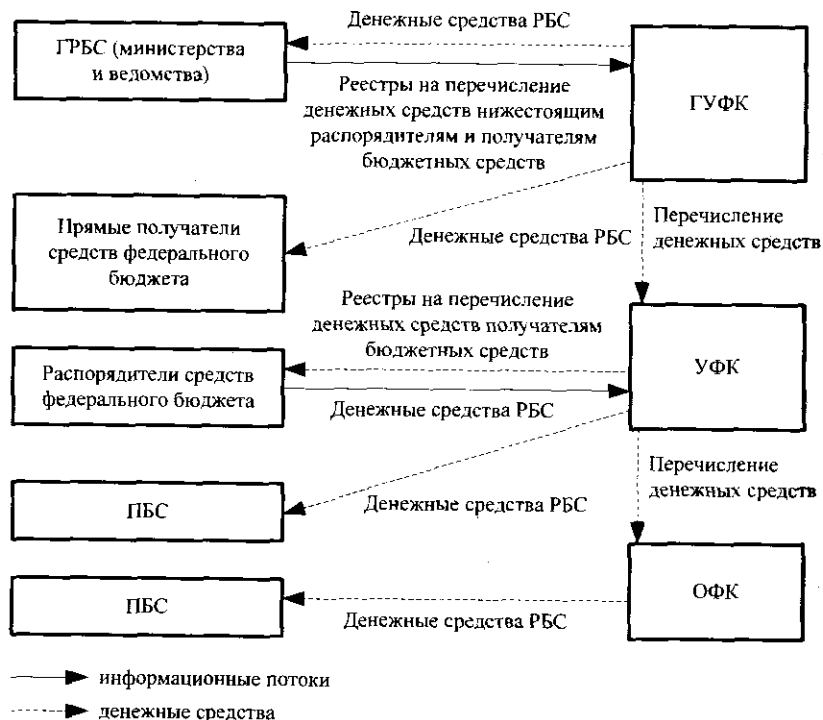 Денежные средства РБС
ГРБС (министерства
и ведомства)
Реестры на перечисление
денежных средств нижестоящим
распорядителям и получателям
бюджетных средств
ГУФК
Прямые получатели
средств федерального
бюджета
Денежные средства РБС
Перечисление
денежных средств
Реестры на перечисление
денежных средств получателям
бюджетных средств
Распорядители средств
федерального бюджета
УФК
Денежные средства РБС
Перечисление
денежных средств
ПБС
Денежные средства РБС
ПБС
ОФК
Денежные средства РБС
информационные потоки
денежные средства